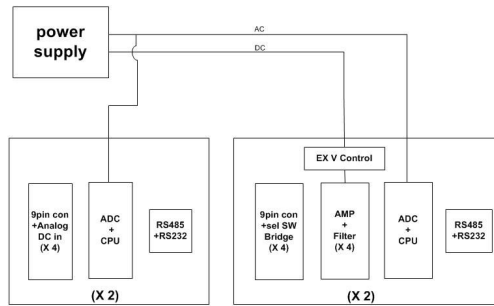 power
supply
AC
DC
EX V Control
9pin con
+Analog
DC in
(X 4)
ADC
+
CPU
RS485
+RS232
(X 2)
9pin con
+sel SW
Bridge
(X 4)
AMP
+
Filter
(X 4)
ADC
+
CPU
RS485
+RS232
(X 2)